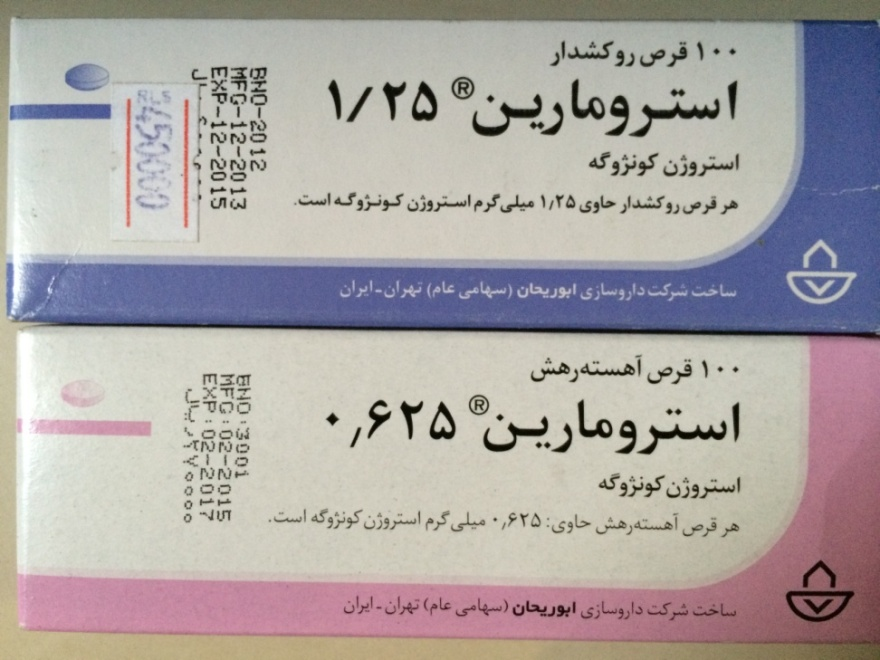 ۱۰۰ قرص روکشدار
استرومارین® ۱/۲۵
استروژن کونژوگه
هر قرص روکشدار حاوی ۱٫۲۵ میلی‌گرم استروژن کونژوگه است.
ساخت شرکت داروسازی ابوریحان (سهامی عام) تهران ـ ایران
BNO-2012
MFG-12-2013
EXP-12-2015
450000
۱۰۰ قرص آهسته‌رهش
استرومارین® ۰٫۶۲۵
استروژن کونژوگه
هر قرص آهسته‌رهش حاوی: ۰٫۶۲۵ میلی‌گرم استروژن کونژوگه است.
ساخت شرکت داروسازی ابوریحان (سهامی عام) تهران ـ ایران
BNO:3001
MFG:02-2015
EXP:02-2017